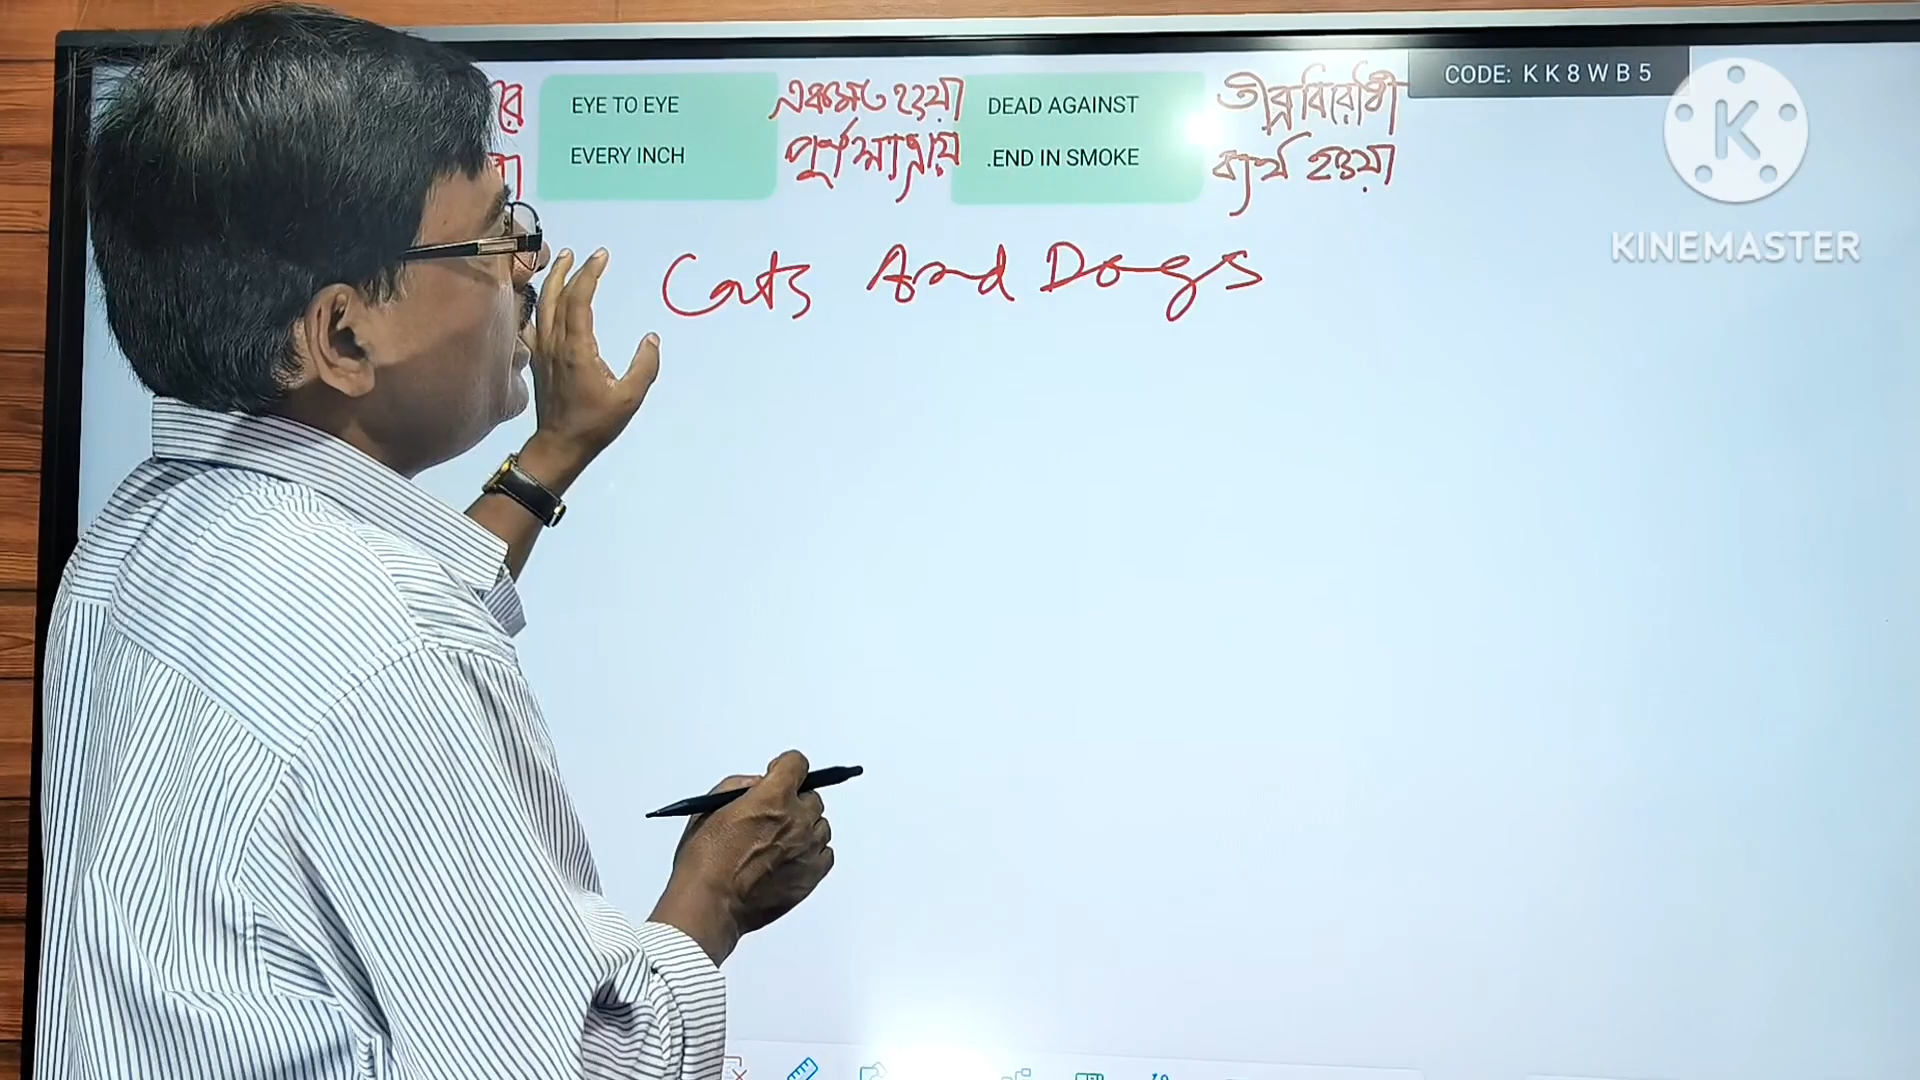 CODE: K K 8 W B 5
রে EYE TO EYE একমত হওয়া DEAD AGAINST তীব্রবিরোধী
EVERY INCH পূর্ণমাত্রায় .END IN SMOKE ব্যর্থ হওয়া
Cats And Dogs
K
KINEMASTER